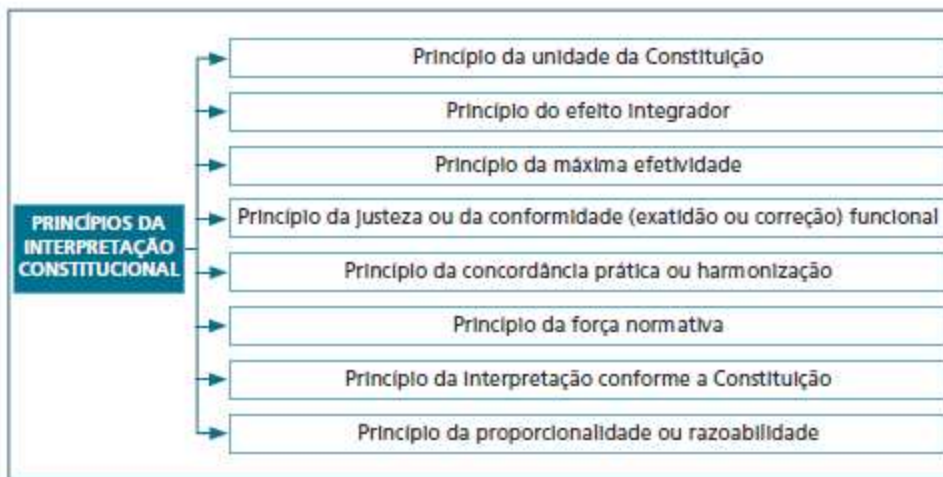 PRINCÍPIOS DA
INTERPRETAÇÃO
CONSTITUCIONAL
Princípio da unidade da Constituição
Princípio do efeito integrador
Princípio da máxima efetividade
Princípio da justeza ou da conformidade (exatidão ou correção) funcional
Princípio da concordância prática ou harmonização
Princípio da força normativa
Princípio da interpretação conforme a Constituição
Princípio da proporcionalidade ou razoabilidade